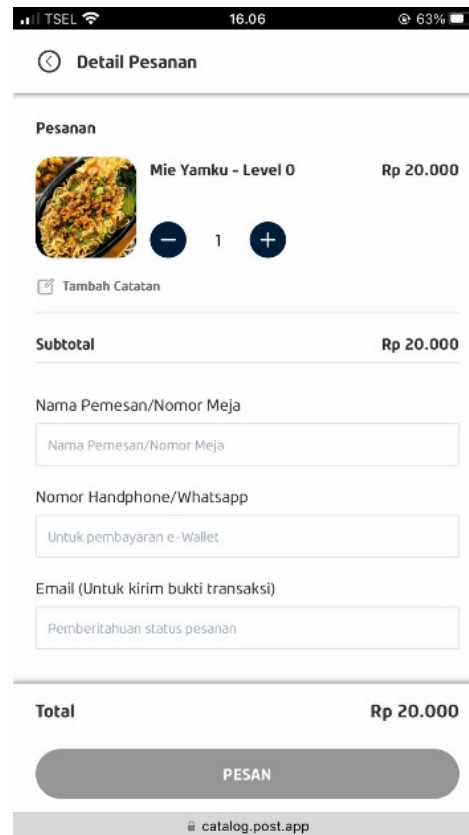 TSEL 16.06 63%
Detail Pesanan
Pesanan
Mie Yamku - Level 0 Rp 20.000
1
Tambah Catatan
Subtotal Rp 20.000
Nama Pemesan/Nomor Meja
Nama Pemesan/Nomor Meja
Nomor Handphone/Whatsapp
Untuk pembayaran e-Wallet
Email (Untuk kirim bukti transaksi)
Pemberitahuan status pesanan
Total Rp 20.000
PESAN
catalog.post.app